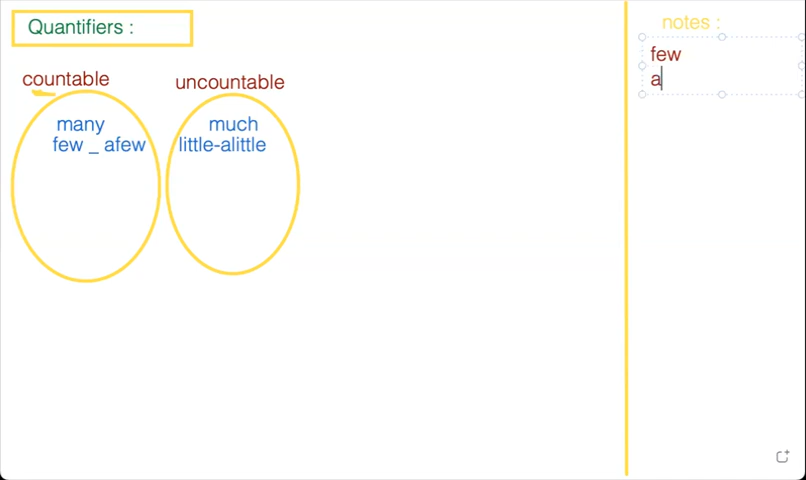 Quantifiers :
countable
uncountable
many
few _ afew
much
little-alittle
notes :
few
a